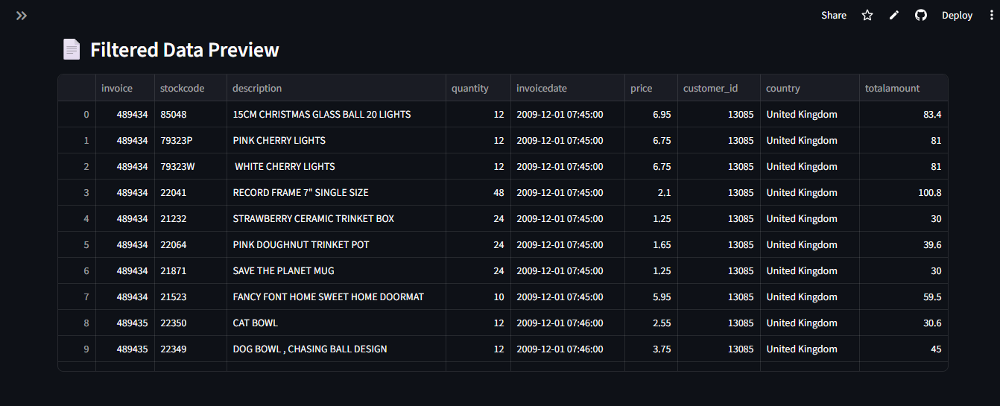 Share Deploy
Filtered Data Preview
invoice stockcode description quantity invoicedate price customer_id country totalamount
0 489434 85048 15CM CHRISTMAS GLASS BALL 20 LIGHTS 12 2009-12-01 07:45:00 6.95 13085 United Kingdom 83.4
1 489434 79323P PINK CHERRY LIGHTS 12 2009-12-01 07:45:00 6.75 13085 United Kingdom 81
2 489434 79323W WHITE CHERRY LIGHTS 12 2009-12-01 07:45:00 6.75 13085 United Kingdom 81
3 489434 22041 RECORD FRAME 7" SINGLE SIZE 48 2009-12-01 07:45:00 2.1 13085 United Kingdom 100.8
4 489434 21232 STRAWBERRY CERAMIC TRINKET BOX 24 2009-12-01 07:45:00 1.25 13085 United Kingdom 30
5 489434 22064 PINK DOUGHNUT TRINKET POT 24 2009-12-01 07:45:00 1.65 13085 United Kingdom 39.6
6 489434 21871 SAVE THE PLANET MUG 24 2009-12-01 07:45:00 1.25 13085 United Kingdom 30
7 489434 21523 FANCY FONT HOME SWEET HOME DOORMAT 10 2009-12-01 07:45:00 5.95 13085 United Kingdom 59.5
8 489435 22350 CAT BOWL 12 2009-12-01 07:46:00 2.55 13085 United Kingdom 30.6
9 489435 22349 DOG BOWL , CHASING BALL DESIGN 12 2009-12-01 07:46:00 3.75 13085 United Kingdom 45